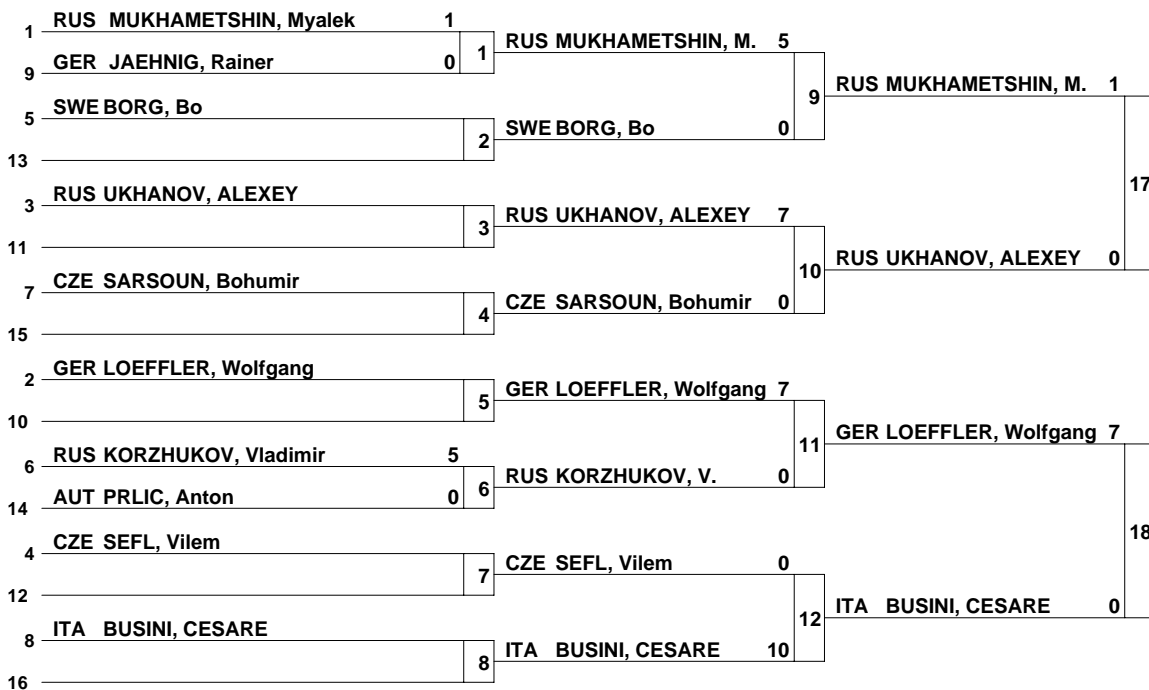 RUS MUKHAMETSHIN, Myalek 1
1
RUS MUKHAMETSHIN, M. 5
1
GER JAEHNIG, Rainer 0
9
RUS MUKHAMETSHIN, M. 1
9
SWE BORG, Bo
5
SWE BORG, Bo 0
2
13
17
RUS UKHANOV, ALEXEY
3
RUS UKHANOV, ALEXEY 7
3
11
RUS UKHANOV, ALEXEY 0
10
CZE SARSOUN, Bohumir
7
CZE SARSOUN, Bohumir 0
4
15
GER LOEFFLER, Wolfgang
2
GER LOEFFLER, Wolfgang 7
5
10
GER LOEFFLER, Wolfgang 7
11
RUS KORZHUKOV, Vladimir 5
6
RUS KORZHUKOV, V. 0
6
AUT PRLIC, Anton 0
14
18
CZE SEFL, Vilem
4
CZE SEFL, Vilem 0
7
12
ITA BUSINI, CESARE 0
12
ITA BUSINI, CESARE
8
ITA BUSINI, CESARE 10
8
16